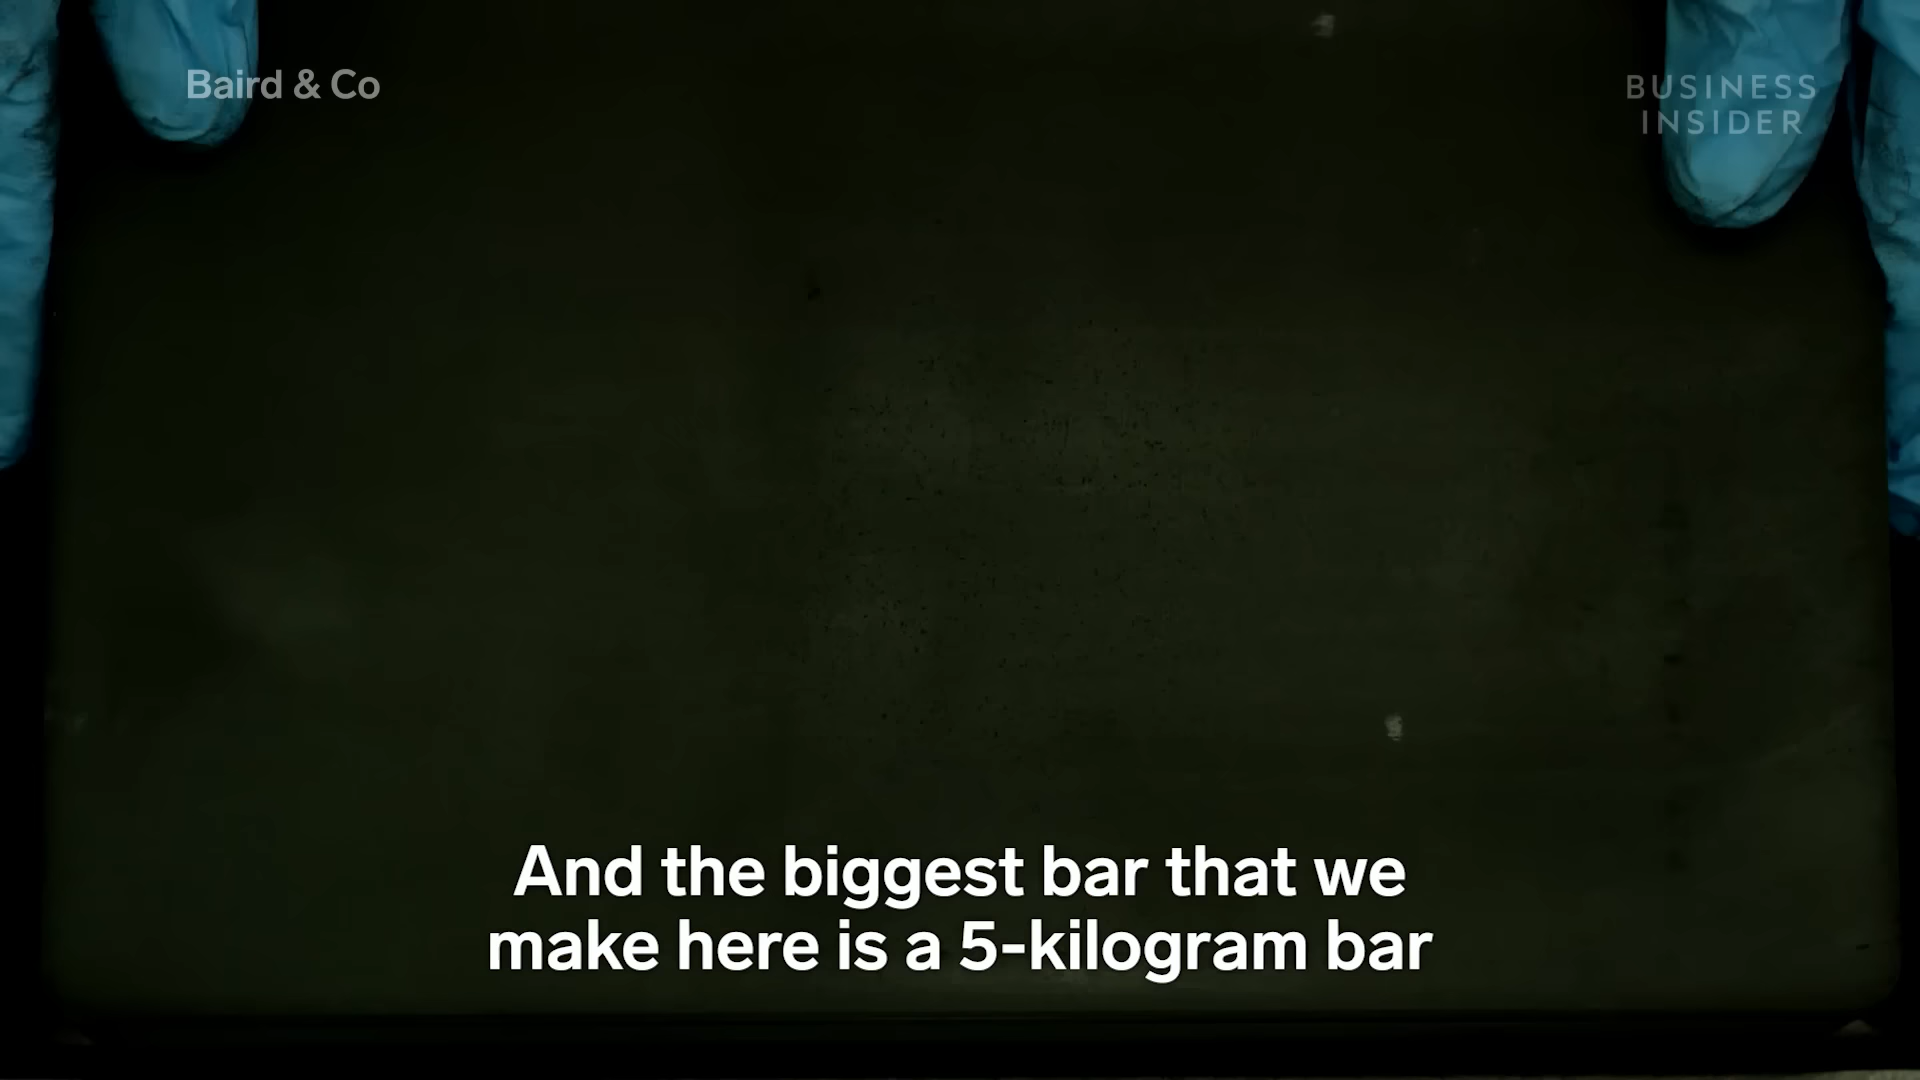 Baird & Co
BUSINESS
INSIDER
And the biggest bar that we
make here is a 5-kilogram bar